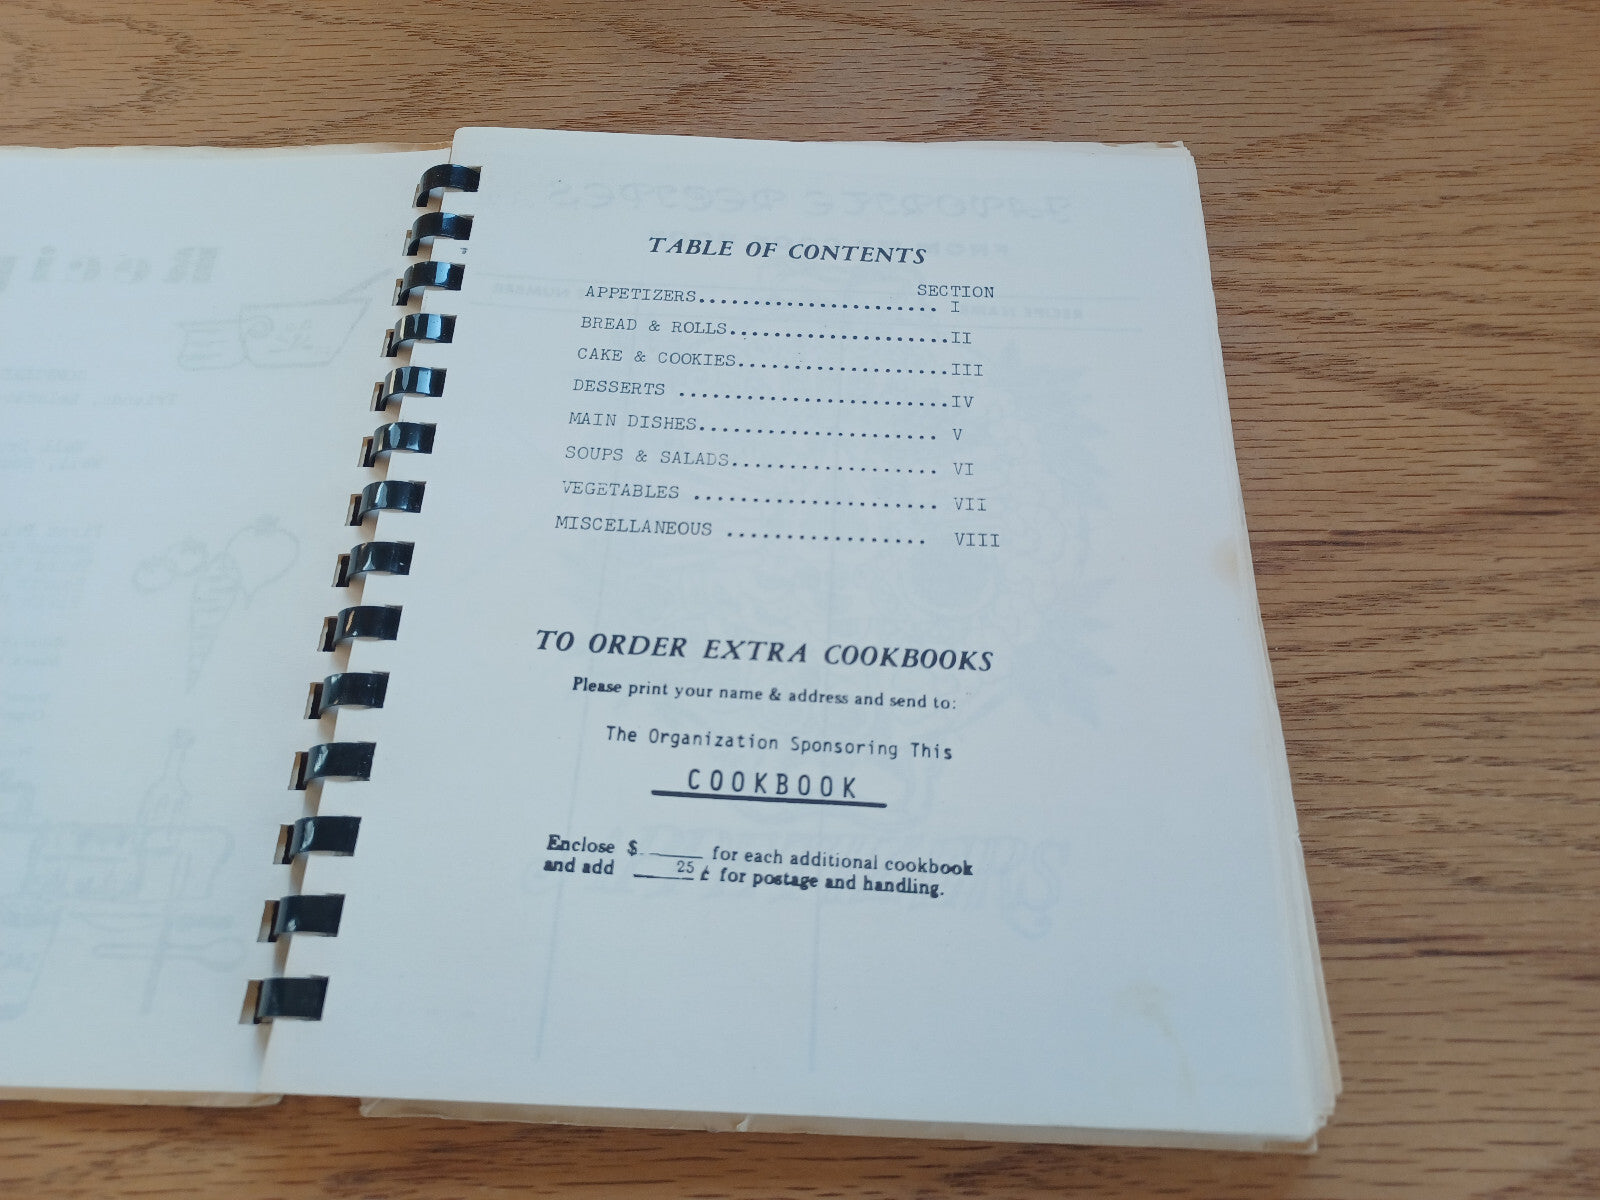 TABLE OF CONTENTS
SECTION
APPETIZERS.................... I
BREAD & ROLLS...................II
CAKE & COOKIES..................III
DESSERTS .......................IV
MAIN DISHES.................... V
SOUPS & SALADS.................. VI
VEGETABLES ..................... VII
MISCELLANEOUS ................. VIII
TO ORDER EXTRA COOKBOOKS
Please print your name & address and send to:
The Organization Sponsoring This
COOKBOOK
Enclose $ ______ for each additional cookbook
and add 25 ¢ for postage and handling.